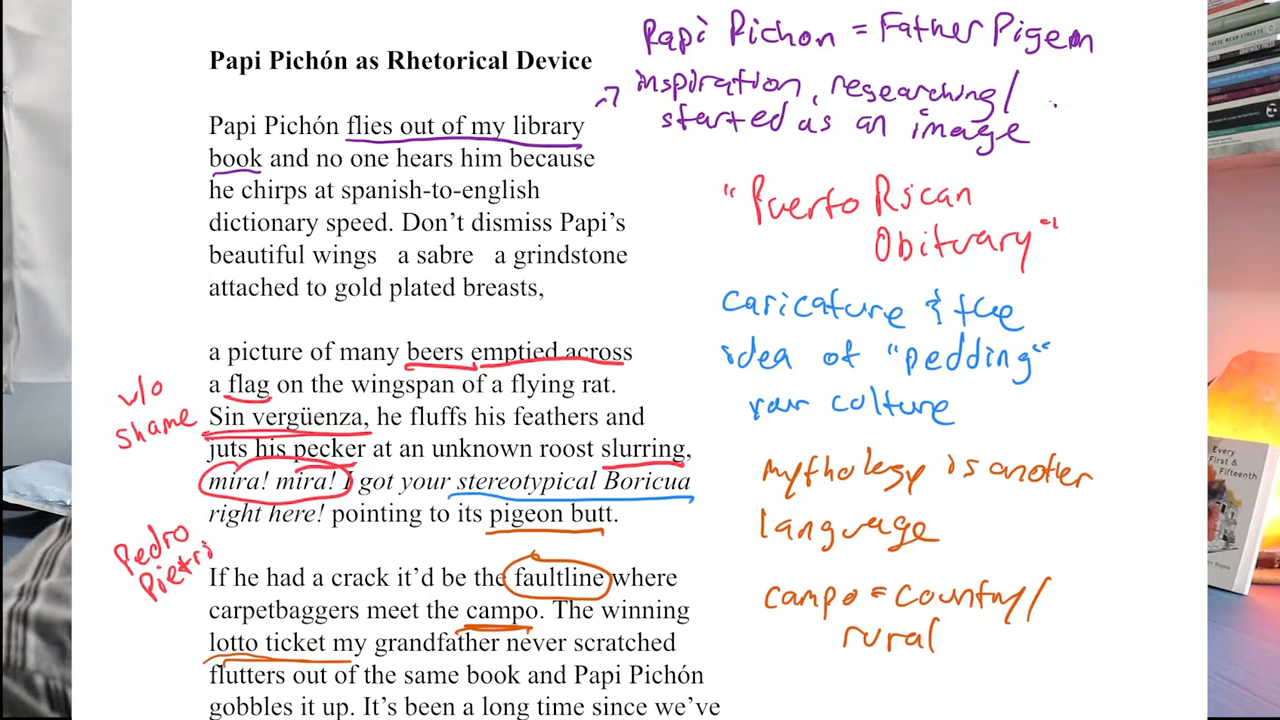 Papi Pichon = Father Pigeon
Papi Pichón as Rhetorical Device
inspiration, researching/
started as an image
Papi Pichón flies out of my library
book and no one hears him because
he chirps at spanish-to-english
dictionary speed. Don’t dismiss Papi’s
beautiful wings   a sabre   a grindstone
attached to gold plated breasts,
"Puerto Rican
Obituary"
caricature & the
idea of "pedding"
your culture
a picture of many beers emptied across
a flag on the wingspan of a flying rat.
Sin vergüenza, he fluffs his feathers and
juts his pecker at an unknown roost slurring,
mira! mira! I got your stereotypical Boricua
right here! pointing to its pigeon butt.
w/o
shame
mythology is another
language
Pedro
Pietri
If he had a crack it’d be the faultline where
carpetbaggers meet the campo. The winning
lotto ticket my grandfather never scratched
flutters out of the same book and Papi Pichón
gobbles it up. It’s been a long time since we’ve
campo = country/
rural
THESE MEAN STREETS
Every
First &
Fifteenth